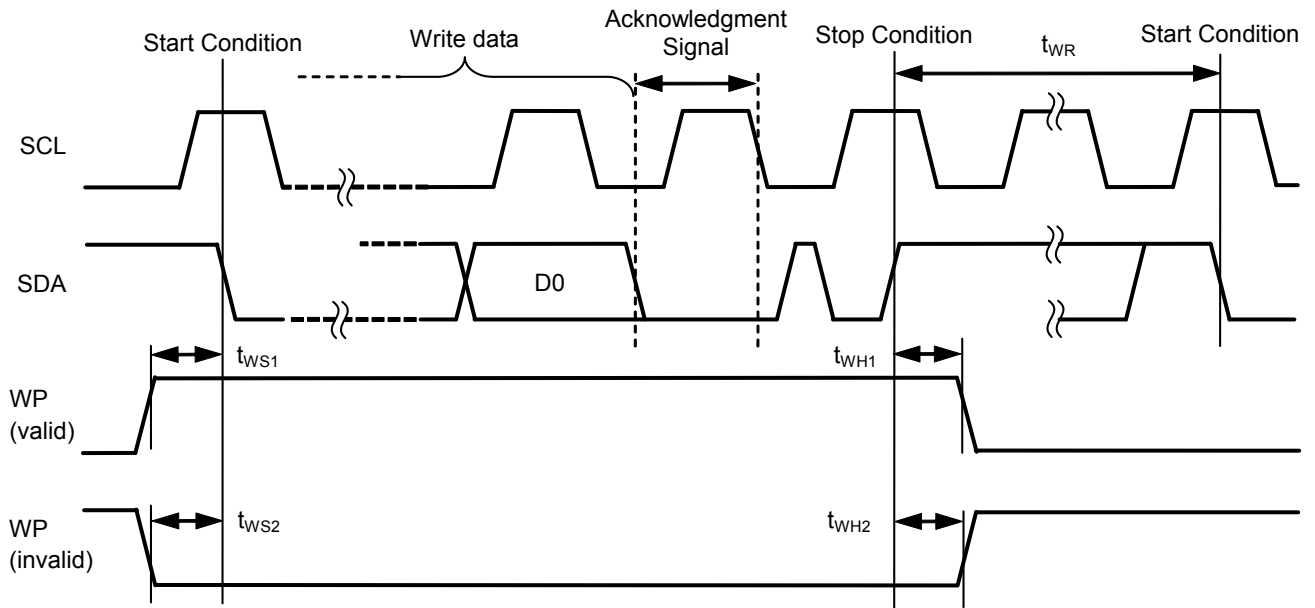 Acknowledgment
Signal
Start Condition
Write data
Stop Condition
tWR
Start Condition
SCL
SDA
D0
tWS1
tWH1
WP
(valid)
tWS2
tWH2
WP
(invalid)